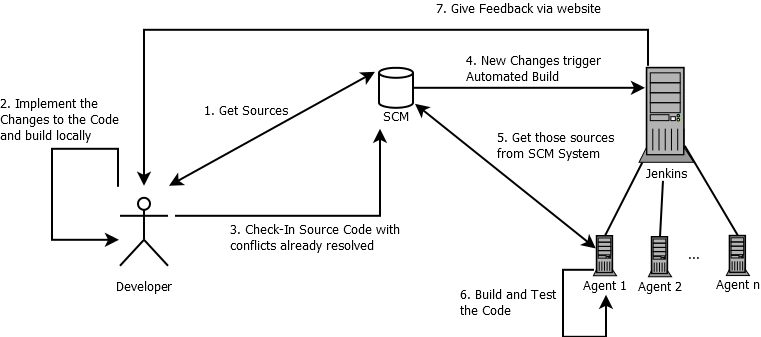 7. Give Feedback via website
4. New Changes trigger
Automated Build
2. Implement the
Changes to the Code
and build locally
1. Get Sources
SCM
5. Get those sources
from SCM System
Jenkins
3. Check-In Source Code with
conflicts already resolved
Developer
...
Agent 1
Agent 2
Agent n
6. Build and Test
the Code